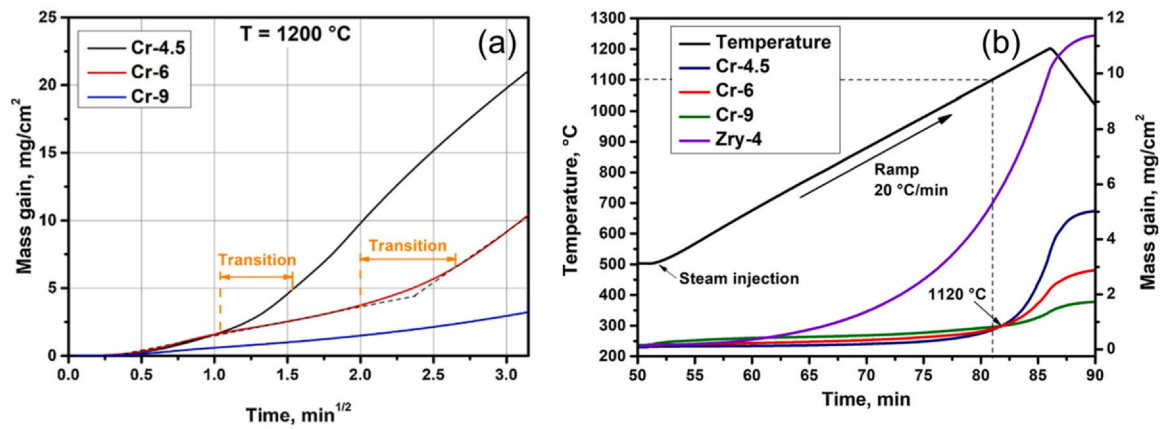 T = 1200 °C
(a)
Cr-4.5
Cr-6
Cr-9
Transition
Transition
25
20
15
10
5
0
Mass gain, mg/cm²
0.0 0.5 1.0 1.5 2.0 2.5 3.0
Time, min¹/²
(b)
Temperature
Cr-4.5
Cr-6
Cr-9
Zry-4
Ramp
20 °C/min
Steam injection
1120 °C
1300
1200
1100
1000
900
800
700
600
500
400
300
200
Temperature, °C
12
10
8
6
4
2
0
Mass gain, mg/cm²
50 55 60 65 70 75 80 85 90
Time, min